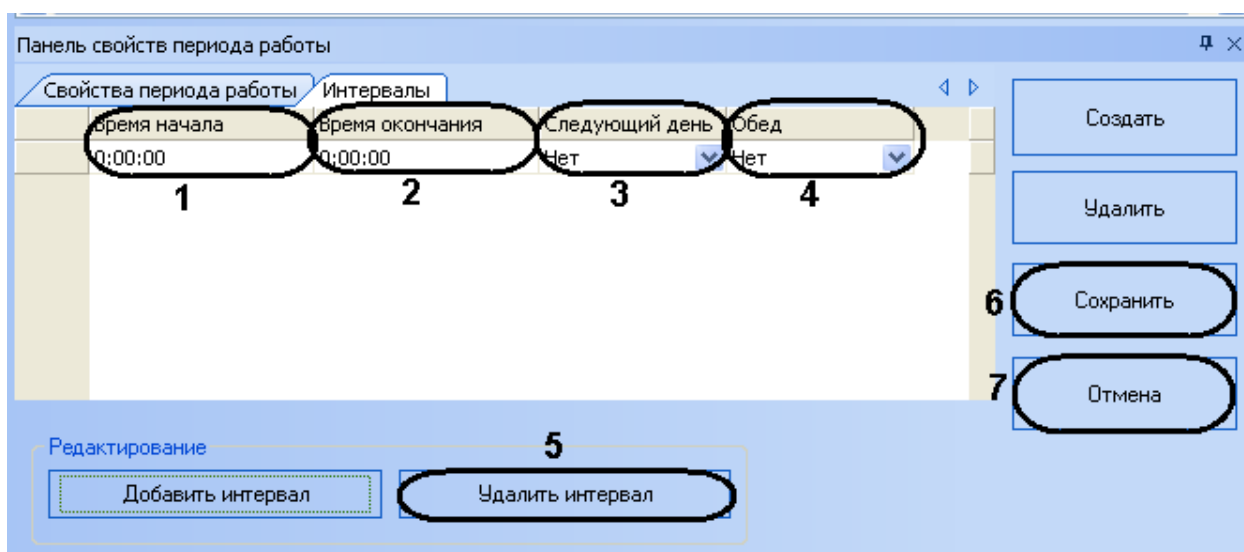 Панель свойств периода работы
Свойства периода работы Интервалы
Время начала Время окончания Следующий день Обед
0:00:00 0:00:00 Нет Нет
1 2 3 4
Создать
Удалить
6 Сохранить
7 Отмена
Редактирование 5
Добавить интервал Удалить интервал